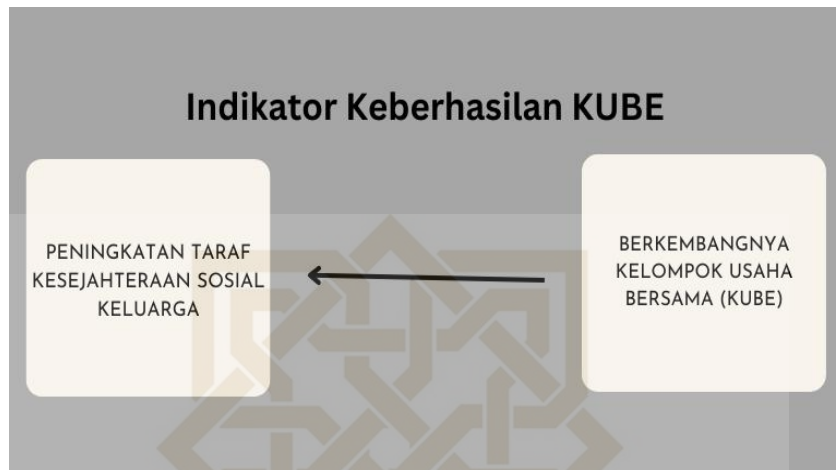 Indikator Keberhasilan KUBE
PENINGKATAN TARAF
KESEJAHTERAAN SOSIAL
KELUARGA
BERKEMBANGNYA
KELOMPOK USAHA
BERSAMA (KUBE)